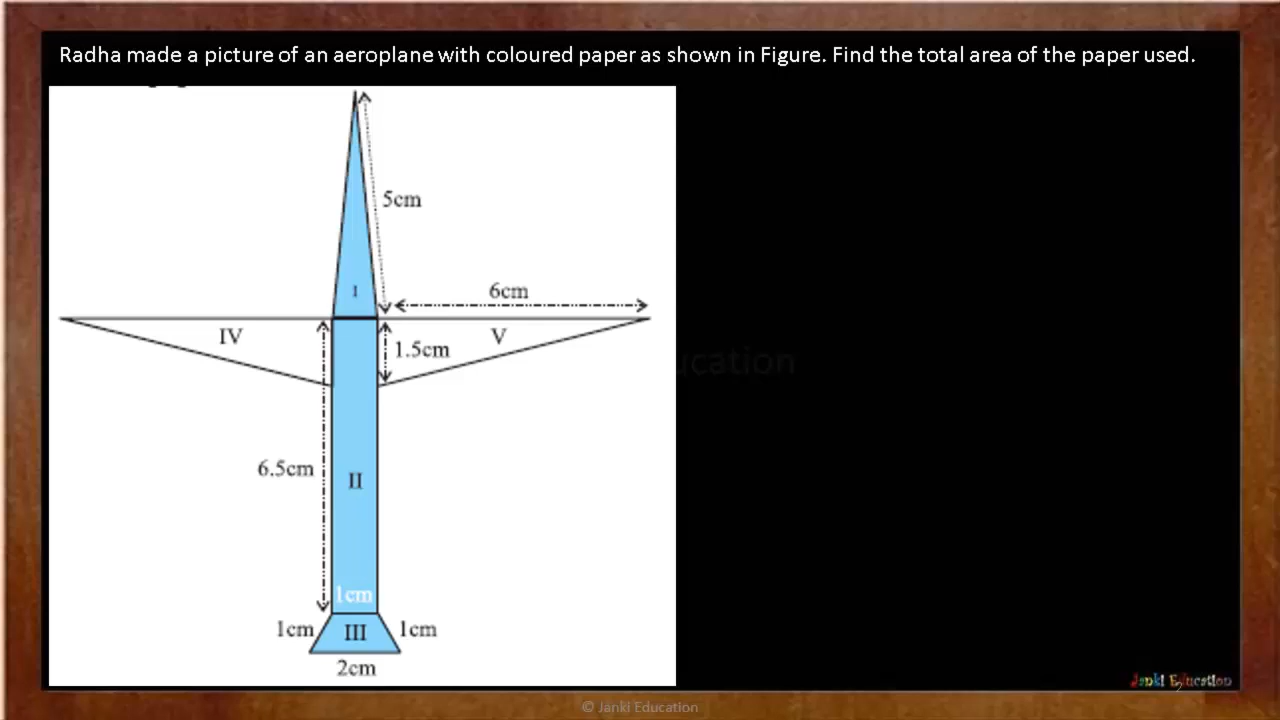 Radha made a picture of an aeroplane with coloured paper as shown in Figure. Find the total area of the paper used.
5cm
I
6cm
IV
V
1.5cm
ucation
6.5cm
II
1cm
1cm
III
1cm
2cm
Janki Education
© Janki Education